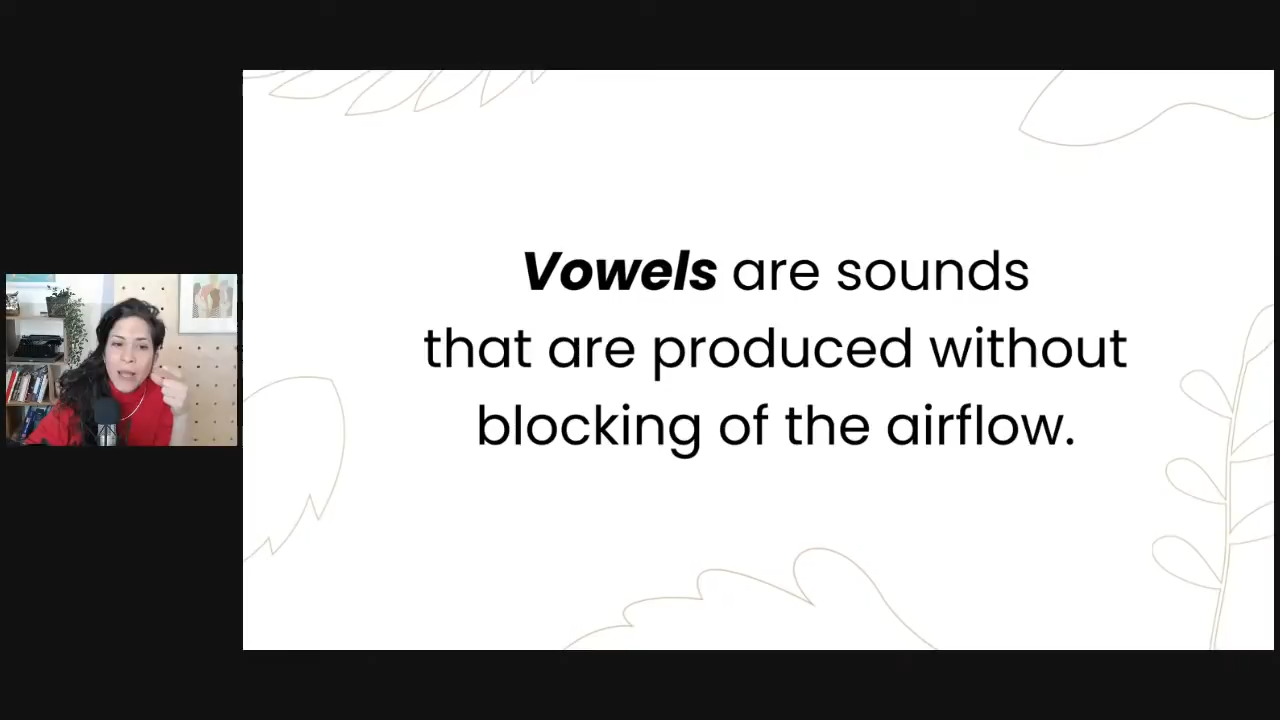 Vowels are sounds
that are produced without
blocking of the airflow.